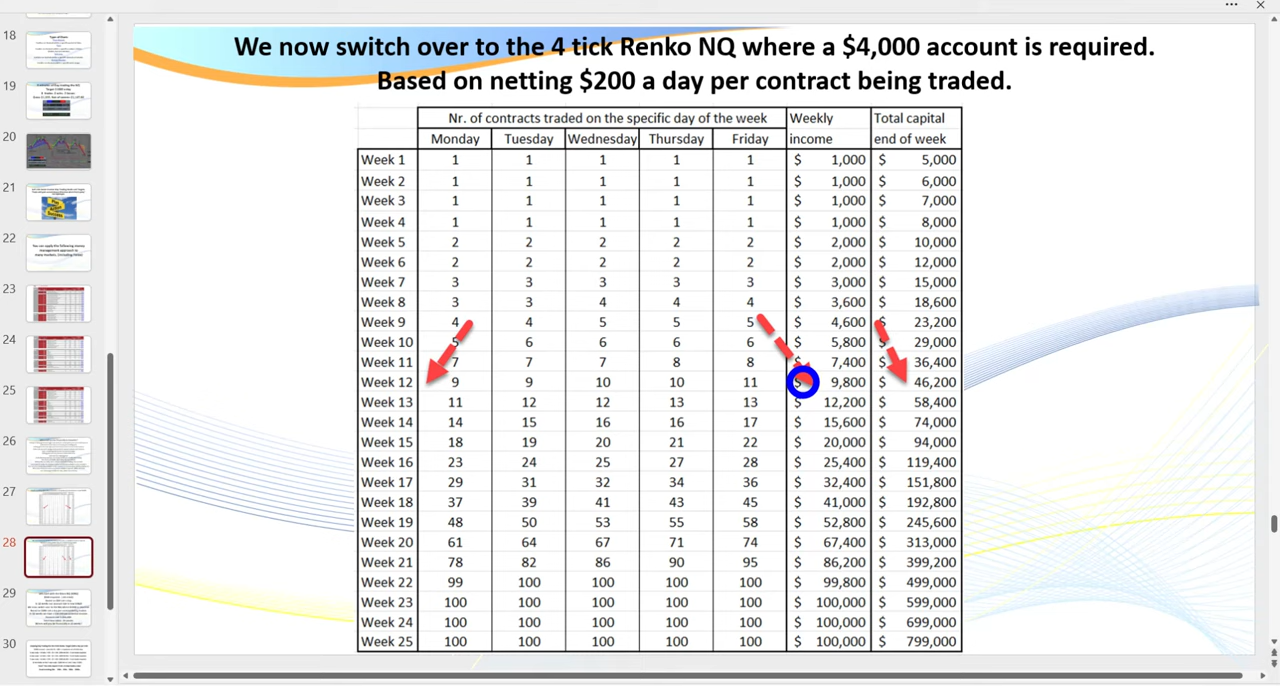 We now switch over to the 4 tick Renko NQ where a $4,000 account is required.
Based on netting $200 a day per contract being traded.
Nr. of contracts traded on the specific day of the week Weekly Total capital
Monday Tuesday Wednesday Thursday Friday income end of week
Week 1 1 1 1 1 1 $ 1,000 $ 5,000
Week 2 1 1 1 1 1 $ 1,000 $ 6,000
Week 3 1 1 1 1 1 $ 1,000 $ 7,000
Week 4 1 1 1 1 1 $ 1,000 $ 8,000
Week 5 2 2 2 2 2 $ 2,000 $ 10,000
Week 6 2 2 2 2 2 $ 2,000 $ 12,000
Week 7 3 3 3 3 3 $ 3,000 $ 15,000
Week 8 3 3 4 4 4 $ 3,600 $ 18,600
Week 9 4 4 5 5 5 $ 4,600 $ 23,200
Week 10 5 6 6 6 6 $ 5,800 $ 29,000
Week 11 7 7 7 8 8 $ 7,400 $ 36,400
Week 12 9 9 10 10 11 $ 9,800 $ 46,200
Week 13 11 12 12 13 13 $ 12,200 $ 58,400
Week 14 14 15 16 16 17 $ 15,600 $ 74,000
Week 15 18 19 20 21 22 $ 20,000 $ 94,000
Week 16 23 24 25 27 28 $ 25,400 $ 119,400
Week 17 29 31 32 34 36 $ 32,400 $ 151,800
Week 18 37 39 41 43 45 $ 41,000 $ 192,800
Week 19 48 50 53 55 58 $ 52,800 $ 245,600
Week 20 61 64 67 71 74 $ 67,400 $ 313,000
Week 21 78 82 86 90 95 $ 86,200 $ 399,200
Week 22 99 100 100 100 100 $ 99,800 $ 499,000
Week 23 100 100 100 100 100 $ 100,000 $ 599,000
Week 24 100 100 100 100 100 $ 100,000 $ 699,000
Week 25 100 100 100 100 100 $ 100,000 $ 799,000
18
19
20
21
22
23
24
25
26
27
28
29
30